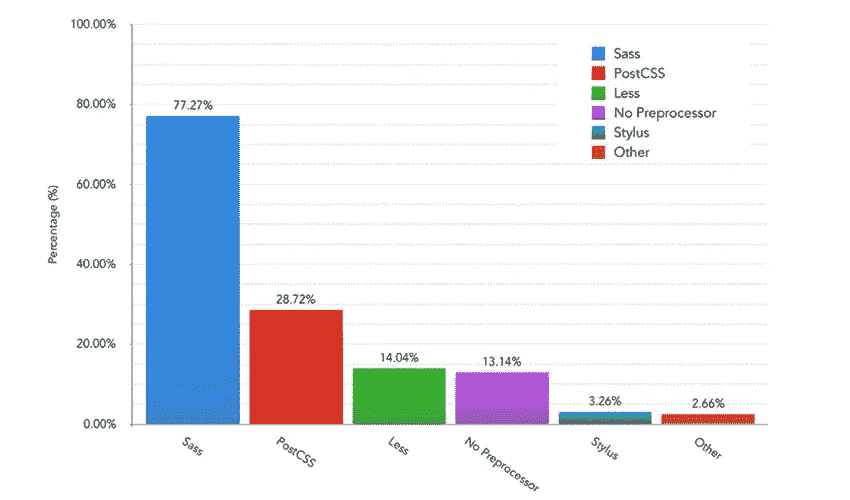 100.00%
80.00%
60.00%
40.00%
20.00%
0.00%
Percentage (%)
Sass
PostCSS
Less
No Preprocessor
Stylus
Other
77.27%
28.72%
14.04%
13.14%
3.26%
2.66%
Sass
PostCSS
Less
No Preprocessor
Stylus
Other